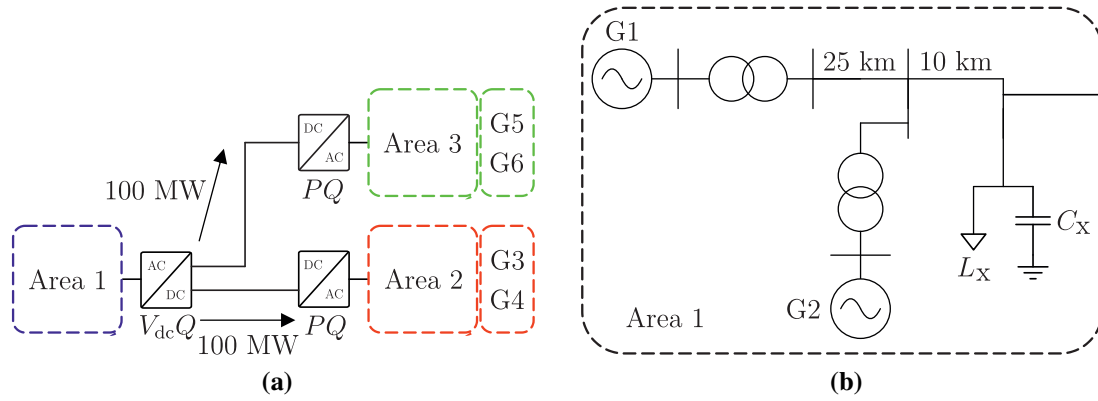 DC
AC
Area 3
G5
G6
100 MW
PQ
Area 1
AC
DC
DC
AC
Area 2
G3
G4
V_dcQ
100 MW
PQ
(a)
G1
25 km
10 km
C_X
L_X
G2
Area 1
(b)